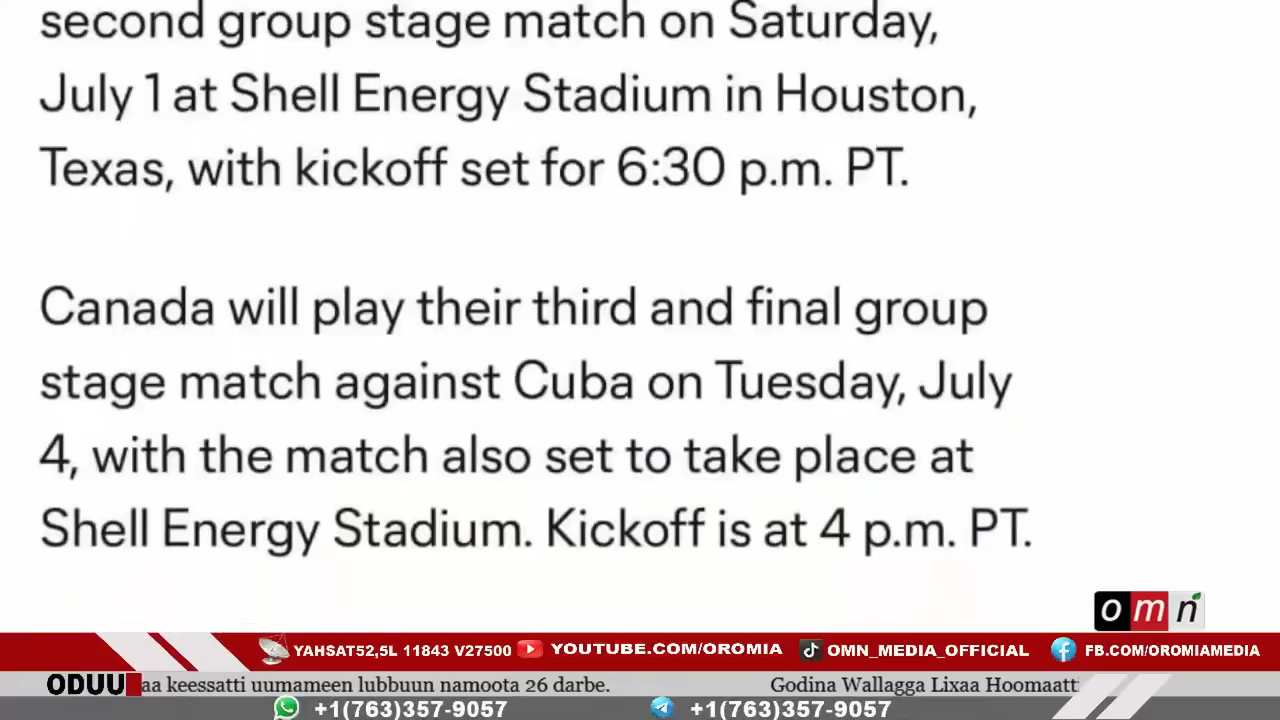 second group stage match on Saturday,
July 1 at Shell Energy Stadium in Houston,
Texas, with kickoff set for 6:30 p.m. PT.
Canada will play their third and final group
stage match against Cuba on Tuesday, July
4, with the match also set to take place at
Shell Energy Stadium. Kickoff is at 4 p.m. PT.
omn
YAHSAT52,5L 11843 V27500 YOUTUBE.COM/OROMIA OMN_MEDIA_OFFICIAL FB.COM/OROMIAMEDIA
ODUU aa keessatti uumameen lubbuun namoota 26 darbe. Godina Wallagga Lixaa Hoomaatti
+1(763)357-9057 +1(763)357-9057